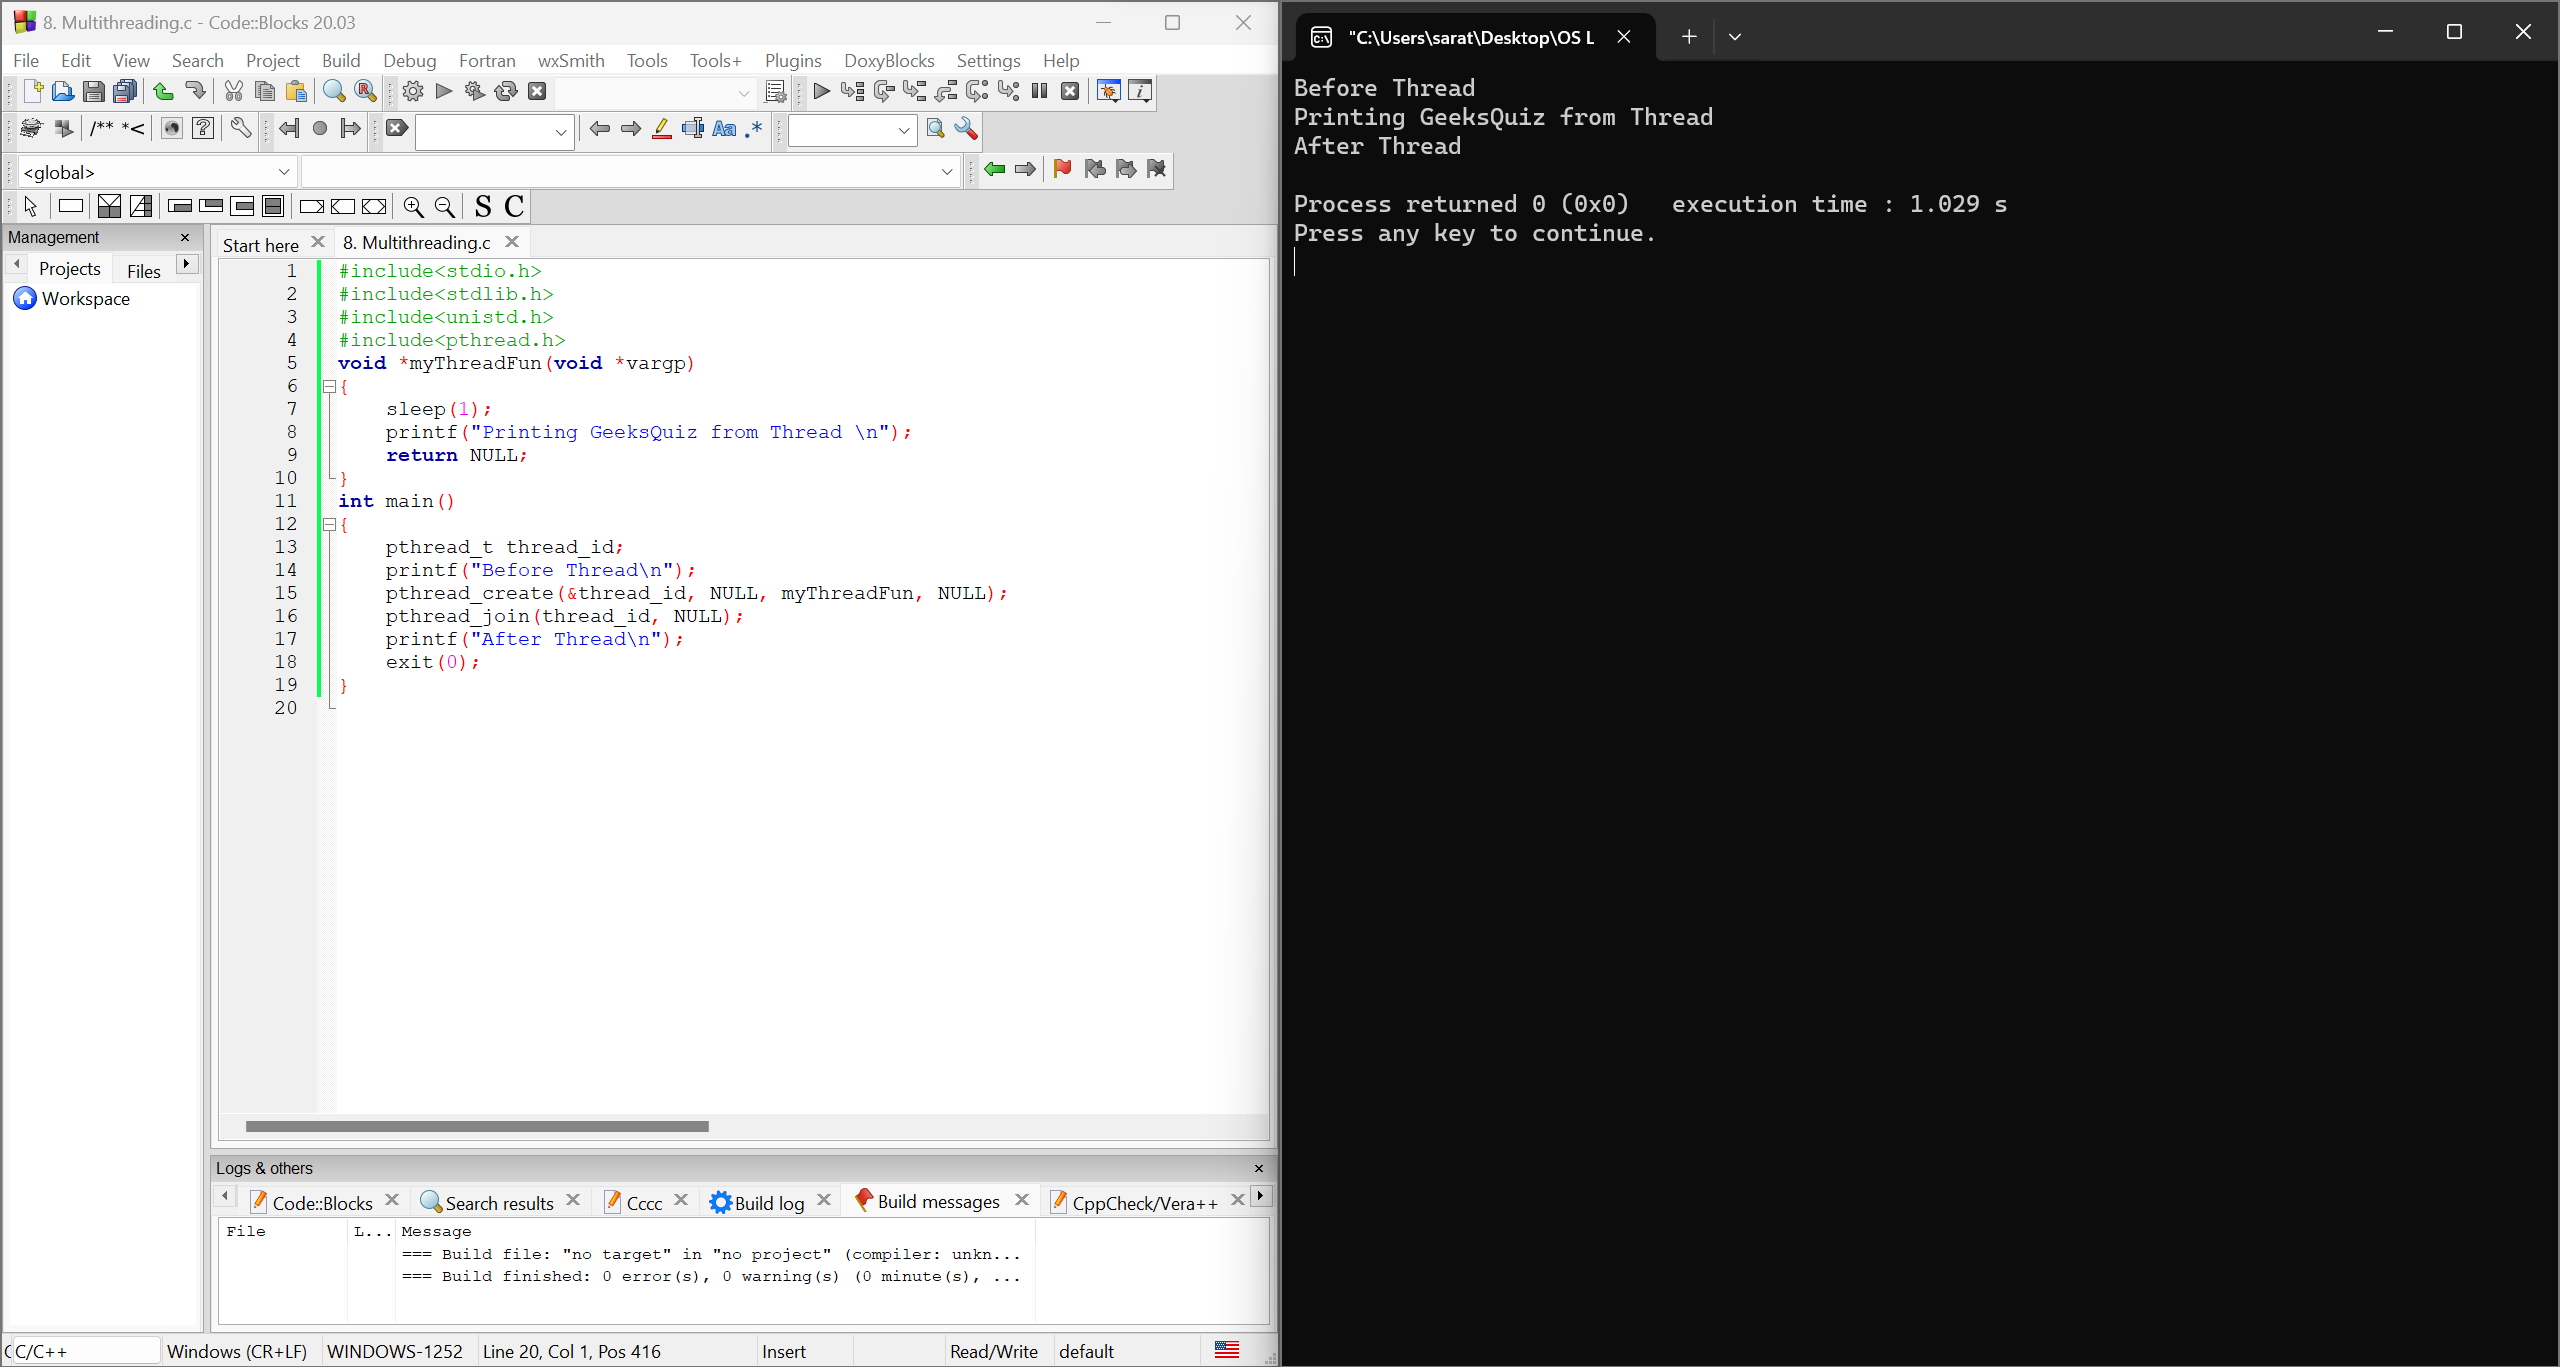 8. Multithreading.c - Code::Blocks 20.03
File Edit View Search Project Build Debug Fortran wxSmith Tools Tools+ Plugins DoxyBlocks Settings Help
/** *<
Aa .*
<global>
S C
Management
Projects Files
Workspace
Start here 8. Multithreading.c
1 #include<stdio.h>
2 #include<stdlib.h>
3 #include<unistd.h>
4 #include<pthread.h>
5 void *myThreadFun(void *vargp)
6 {
7 sleep(1);
8 printf("Printing GeeksQuiz from Thread \n");
9 return NULL;
10 }
11 int main()
12 {
13 pthread_t thread_id;
14 printf("Before Thread\n");
15 pthread_create(&thread_id, NULL, myThreadFun, NULL);
16 pthread_join(thread_id, NULL);
17 printf("After Thread\n");
18 exit(0);
19 }
20
Logs & others
Code::Blocks Search results Cccc Build log Build messages CppCheck/Vera++
File L... Message
=== Build file: "no target" in "no project" (compiler: unkn...
=== Build finished: 0 error(s), 0 warning(s) (0 minute(s), ...
C/C++ Windows (CR+LF) WINDOWS-1252 Line 20, Col 1, Pos 416 Insert Read/Write default
"C:\Users\sarat\Desktop\OS L
Before Thread
Printing GeeksQuiz from Thread
After Thread
Process returned 0 (0x0) execution time : 1.029 s
Press any key to continue.